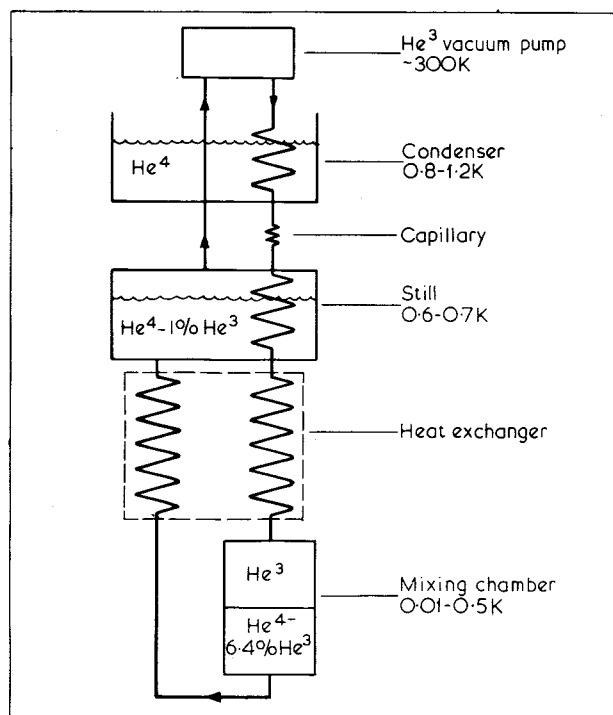 He³ vacuum pump
~300K
He⁴
Condenser
0·8-1·2K
Capillary
Still
0·6-0·7K
He⁴-1% He³
Heat exchanger
He³
Mixing chamber
0·01-0·5K
He⁴-
6·4%He³